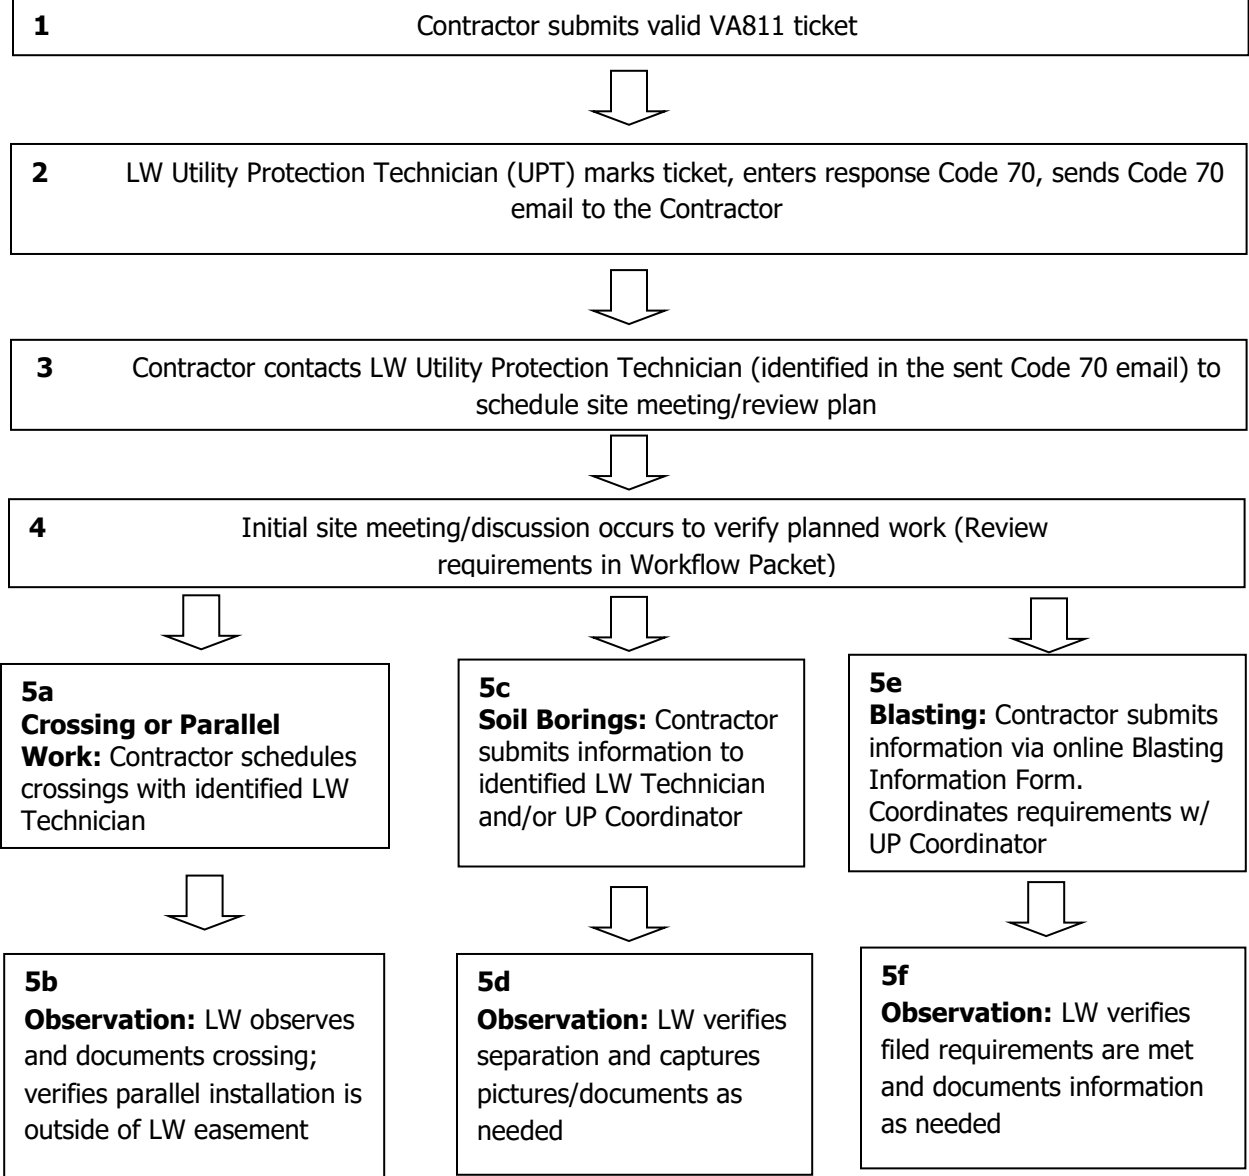 1 Contractor submits valid VA811 ticket
2 LW Utility Protection Technician (UPT) marks ticket, enters response Code 70, sends Code 70
email to the Contractor
3 Contractor contacts LW Utility Protection Technician (identified in the sent Code 70 email) to
schedule site meeting/review plan
4 Initial site meeting/discussion occurs to verify planned work (Review
requirements in Workflow Packet)
5a
Crossing or Parallel
Work: Contractor schedules
crossings with identified LW
Technician
5b
Observation: LW observes
and documents crossing;
verifies parallel installation is
outside of LW easement
5c
Soil Borings: Contractor
submits information to
identified LW Technician
and/or UP Coordinator
5d
Observation: LW verifies
separation and captures
pictures/documents as
needed
5e
Blasting: Contractor submits
information via online Blasting
Information Form.
Coordinates requirements w/
UP Coordinator
5f
Observation: LW verifies
filed requirements are met
and documents information
as needed